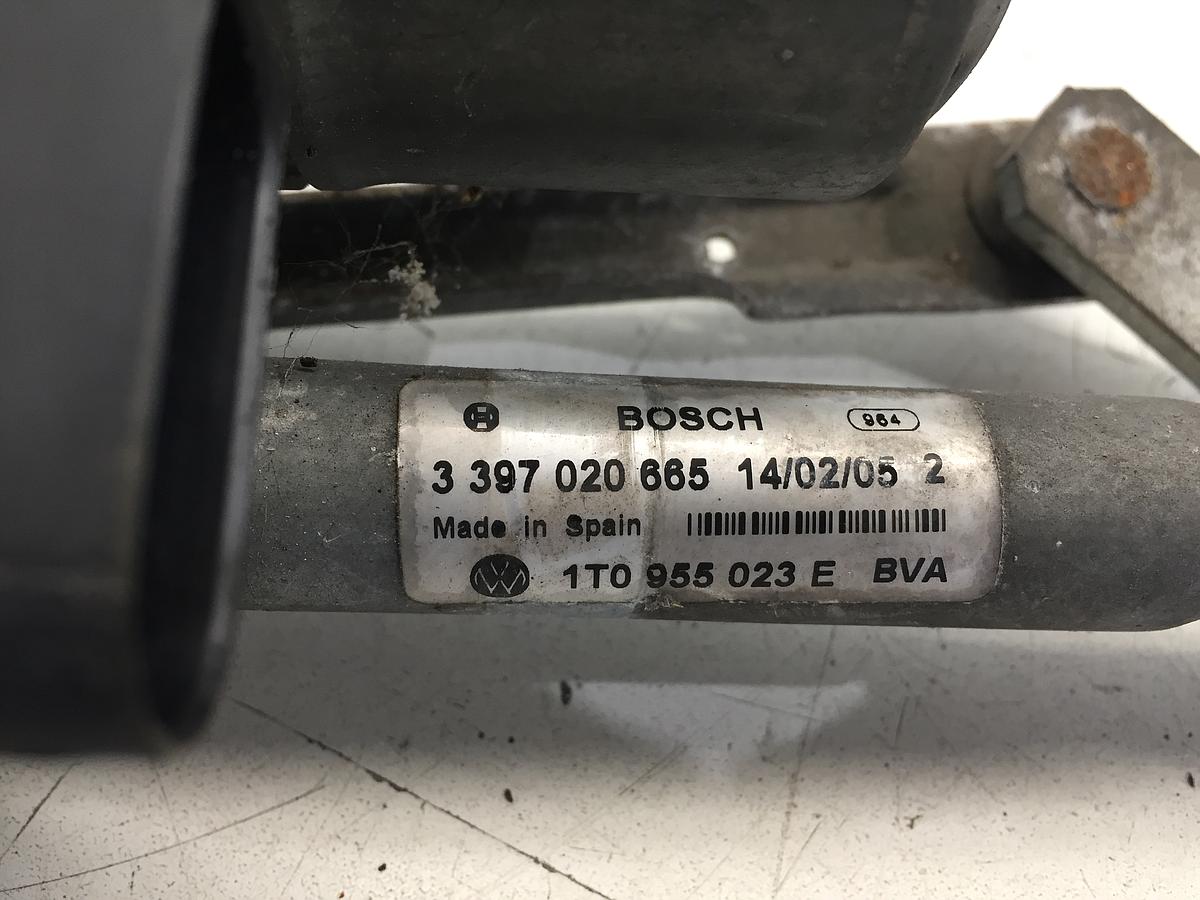 BOSCH 964
3 397 020 665 14/02/05 2
Made in Spain
1T0 955 023 E BVA